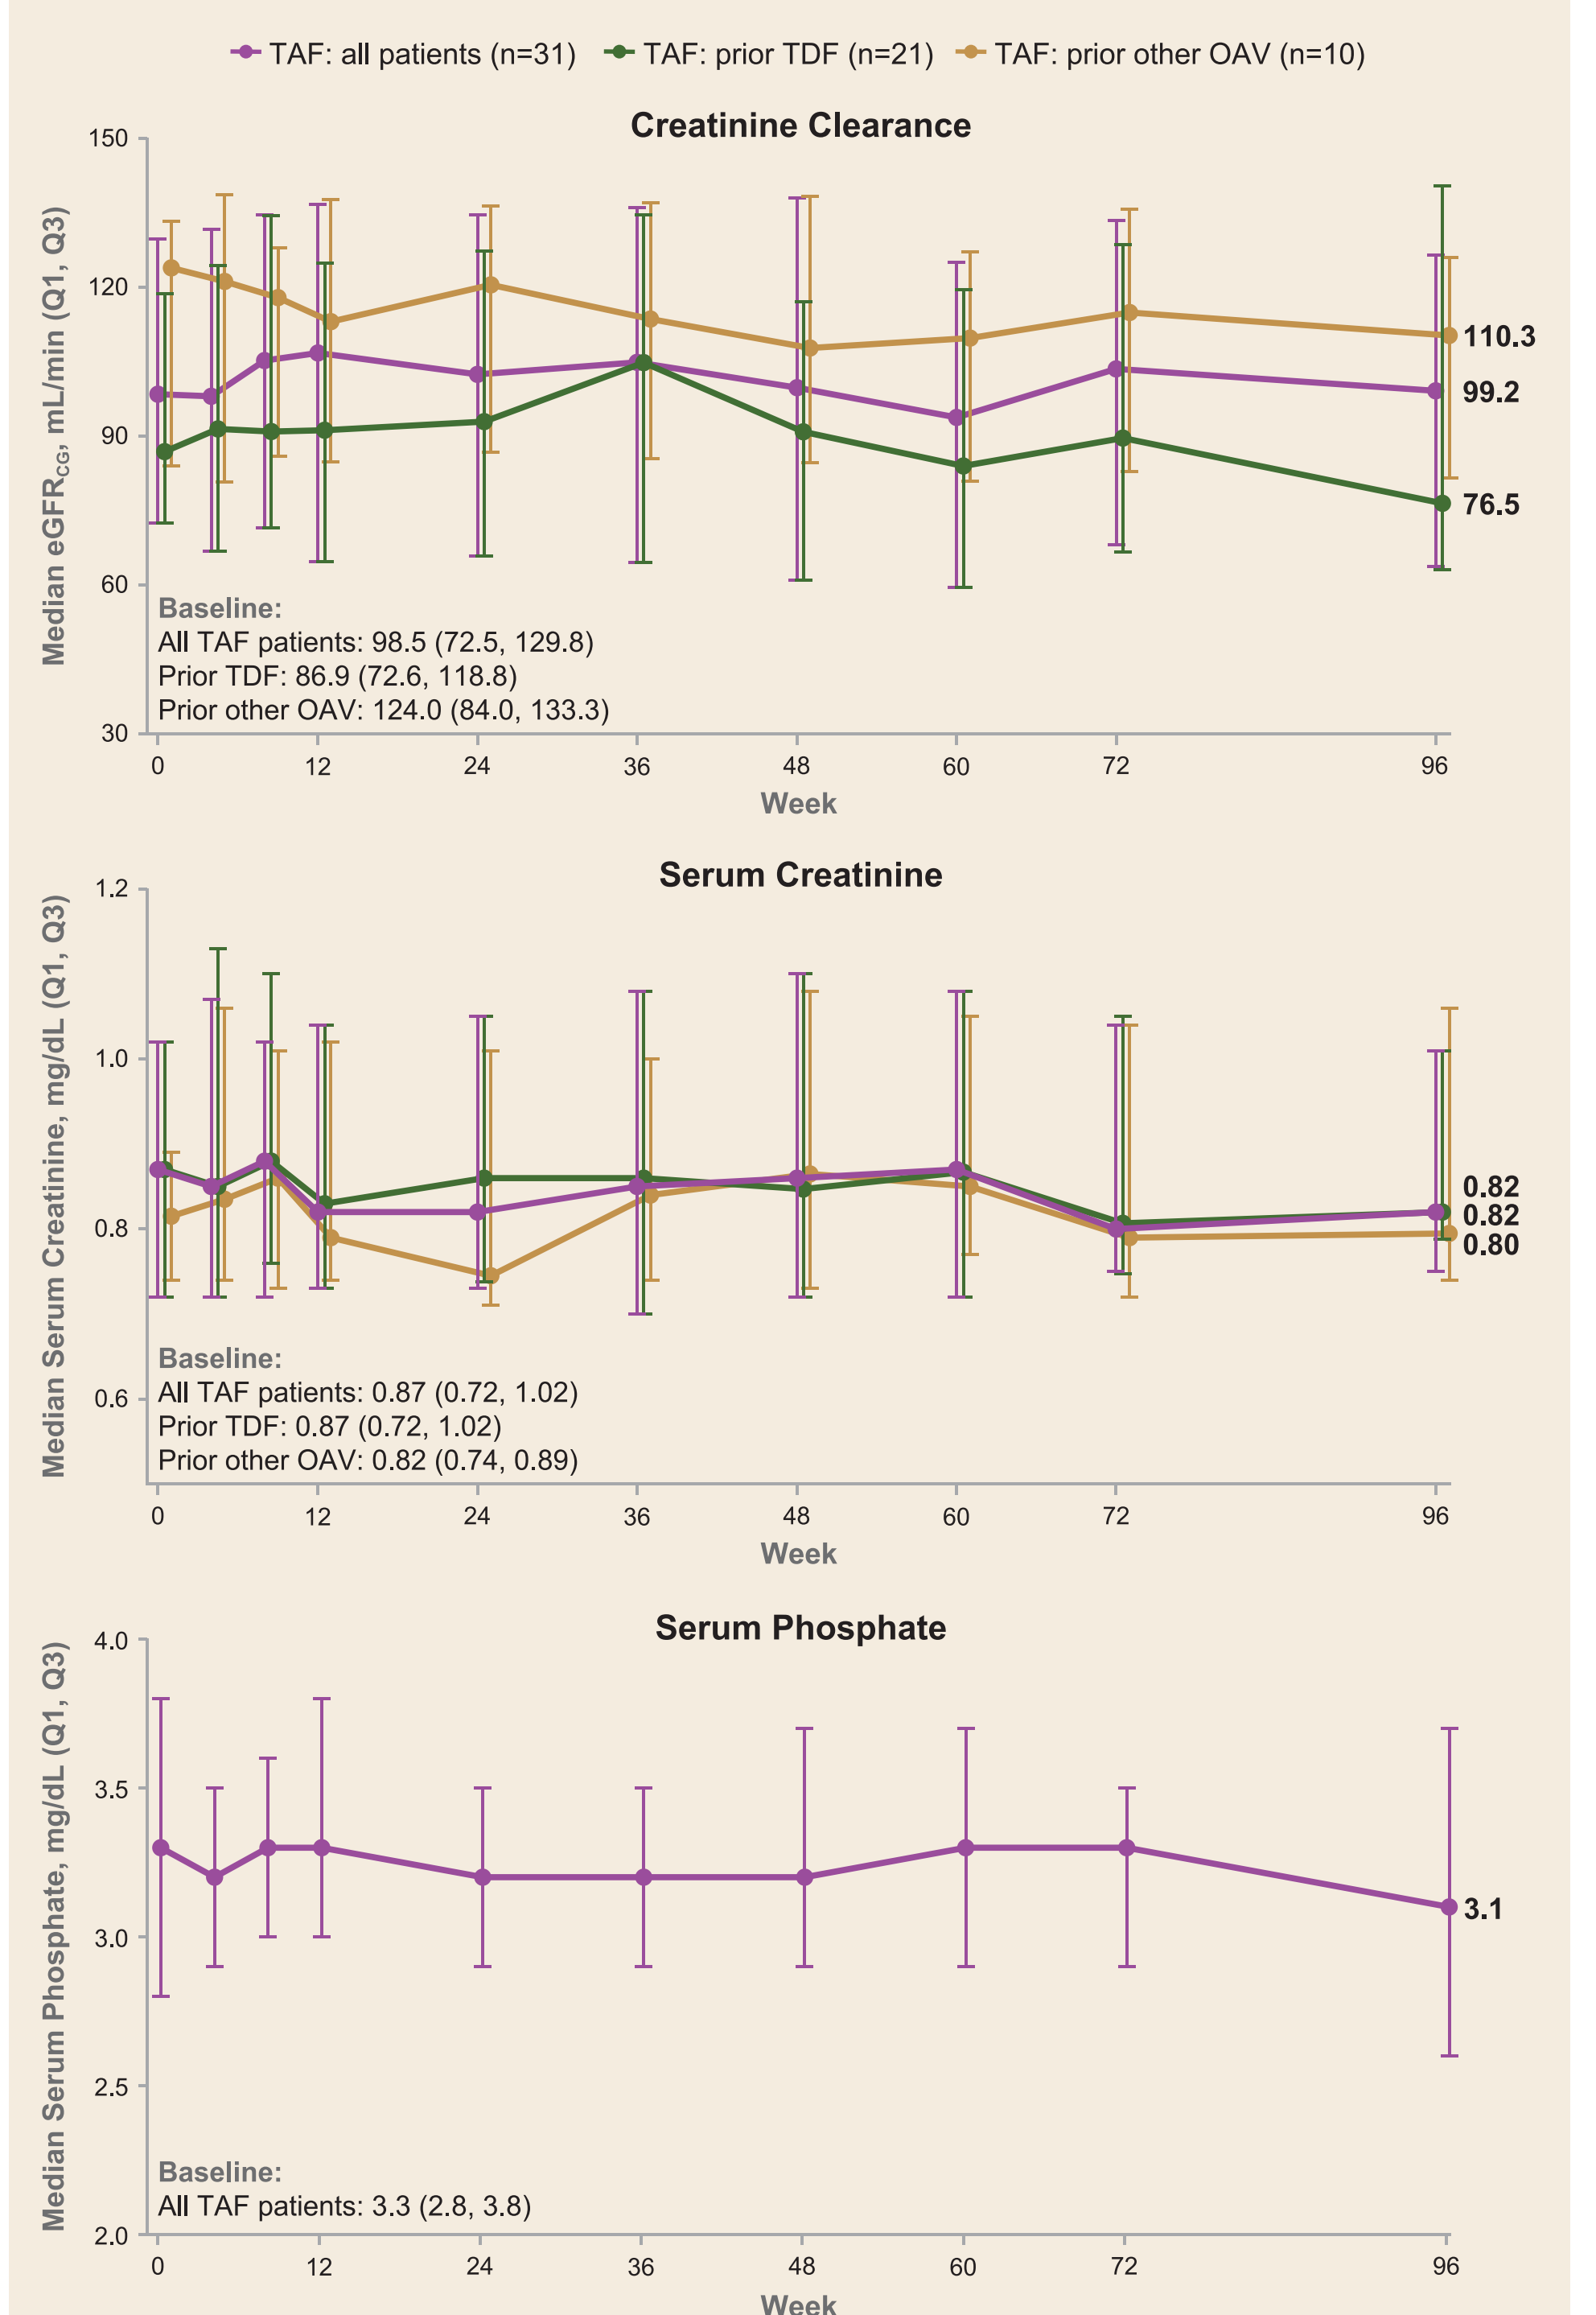 TAF: all patients (n=31) TAF: prior TDF (n=21) TAF: prior other OAV (n=10)
Creatinine Clearance
Median eGFRCG, mL/min (Q1, Q3)
150
120
90
60
30
110.3
99.2
76.5
Baseline:
All TAF patients: 98.5 (72.5, 129.8)
Prior TDF: 86.9 (72.6, 118.8)
Prior other OAV: 124.0 (84.0, 133.3)
0 12 24 36 48 60 72 96
Week
Serum Creatinine
Median Serum Creatinine, mg/dL (Q1, Q3)
1.2
1.0
0.8
0.6
0.82
0.82
0.80
Baseline:
All TAF patients: 0.87 (0.72, 1.02)
Prior TDF: 0.87 (0.72, 1.02)
Prior other OAV: 0.82 (0.74, 0.89)
0 12 24 36 48 60 72 96
Week
Serum Phosphate
Median Serum Phosphate, mg/dL (Q1, Q3)
4.0
3.5
3.0
2.5
2.0
3.1
Baseline:
All TAF patients: 3.3 (2.8, 3.8)
0 12 24 36 48 60 72 96
Week